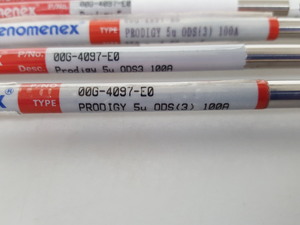 enomenex
TYPE PRODIGY 5u ODS(3) 100A
P/No. 00G-4097-E0
Desc. Prodigy 5u ODS3 100A
EX 00G-4097-E0
TYPE PRODIGY 5u ODS(3) 100A